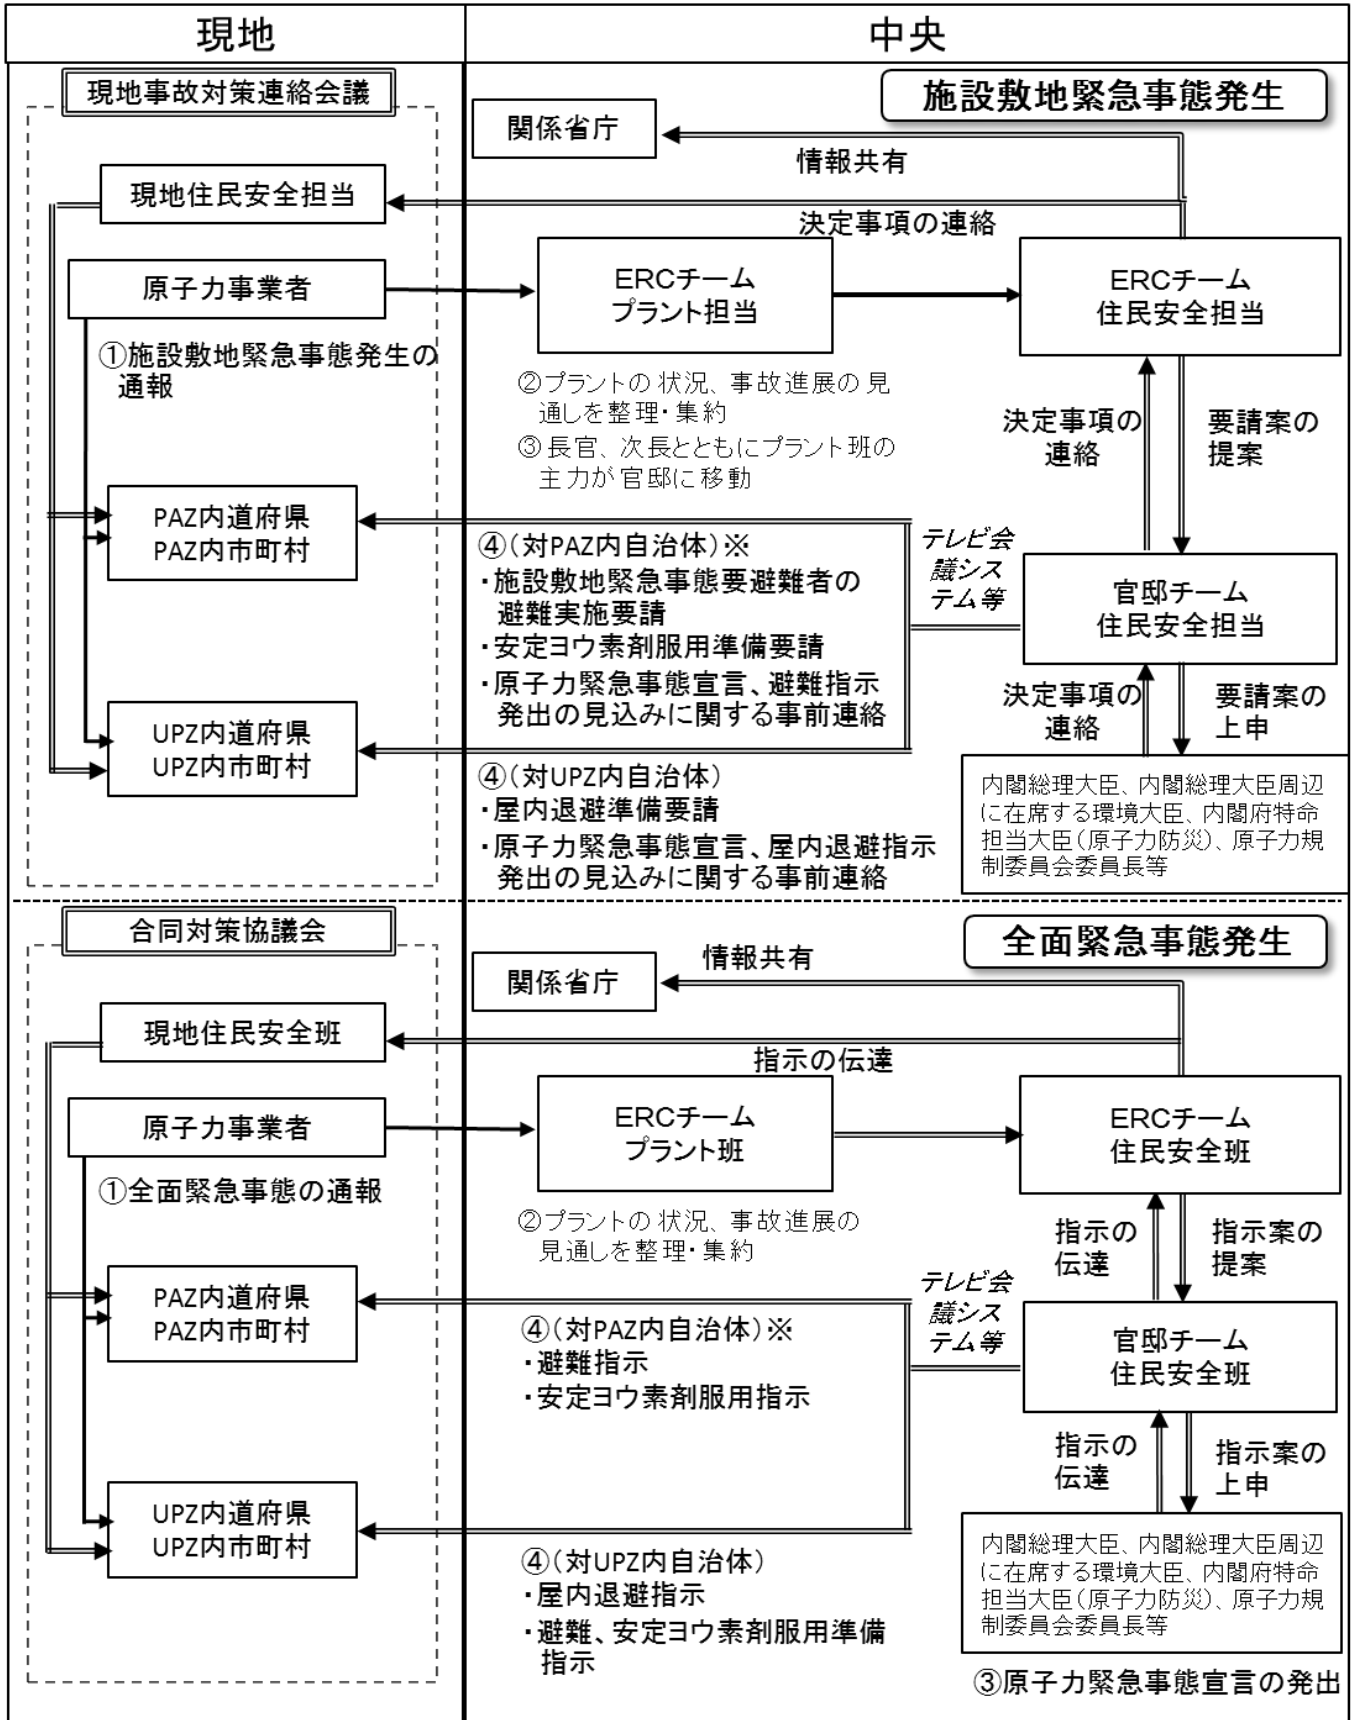 現地
中央
現地事故対策連絡会議
施設敷地緊急事態発生
関係省庁
情報共有
現地住民安全担当
決定事項の連絡
原子力事業者
ERCチーム
プラント担当
ERCチーム
住民安全担当
①施設敷地緊急事態発生の
通報
②プラントの状況、事故進展の見
通しを整理・集約
③長官、次長とともにプラント班の
主力が官邸に移動
決定事項の
連絡
要請案の
提案
PAZ内道府県
PAZ内市町村
④(対PAZ内自治体)※
・施設敷地緊急事態要避難者の
避難実施要請
・安定ヨウ素剤服用準備要請
・原子力緊急事態宣言、避難指示
発出の見込みに関する事前連絡
テレビ会
議シス
テム等
官邸チーム
住民安全担当
決定事項の
連絡
要請案の
上申
UPZ内道府県
UPZ内市町村
④(対UPZ内自治体)
・屋内退避準備要請
・原子力緊急事態宣言、屋内退避指示
発出の見込みに関する事前連絡
内閣総理大臣、内閣総理大臣周辺
に在席する環境大臣、内閣府特命
担当大臣(原子力防災)、原子力規
制委員会委員長等
合同対策協議会
全面緊急事態発生
関係省庁
情報共有
現地住民安全班
指示の伝達
原子力事業者
ERCチーム
プラント班
ERCチーム
住民安全班
①全面緊急事態の通報
②プラントの状況、事故進展の
見通しを整理・集約
指示の
伝達
指示案の
提案
PAZ内道府県
PAZ内市町村
④(対PAZ内自治体)※
・避難指示
・安定ヨウ素剤服用指示
テレビ会
議シス
テム等
官邸チーム
住民安全班
指示の
伝達
指示案の
上申
UPZ内道府県
UPZ内市町村
④(対UPZ内自治体)
・屋内退避指示
・避難、安定ヨウ素剤服用準備
指示
内閣総理大臣、内閣総理大臣周辺
に在席する環境大臣、内閣府特命
担当大臣(原子力防災)、原子力規
制委員会委員長等
③原子力緊急事態宣言の発出